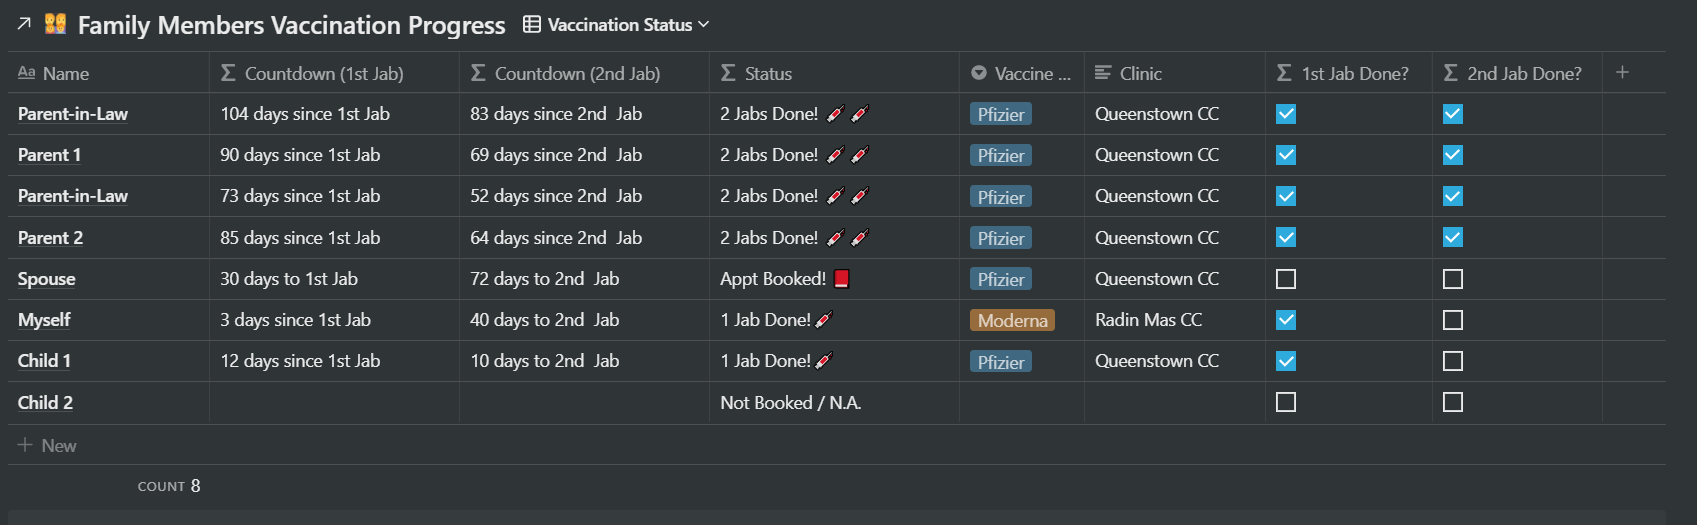 Family Members Vaccination Progress Vaccination Status
Aa Name Σ Countdown (1st Jab) Σ Countdown (2nd Jab) Σ Status Vaccine ... Clinic Σ 1st Jab Done? Σ 2nd Jab Done? +
Parent-in-Law 104 days since 1st Jab 83 days since 2nd Jab 2 Jabs Done! Pfizier Queenstown CC
Parent 1 90 days since 1st Jab 69 days since 2nd Jab 2 Jabs Done! Pfizier Queenstown CC
Parent-in-Law 73 days since 1st Jab 52 days since 2nd Jab 2 Jabs Done! Pfizier Queenstown CC
Parent 2 85 days since 1st Jab 64 days since 2nd Jab 2 Jabs Done! Pfizier Queenstown CC
Spouse 30 days to 1st Jab 72 days to 2nd Jab Appt Booked! Pfizier Queenstown CC
Myself 3 days since 1st Jab 40 days to 2nd Jab 1 Jab Done! Moderna Radin Mas CC
Child 1 12 days since 1st Jab 10 days to 2nd Jab 1 Jab Done! Pfizier Queenstown CC
Child 2 Not Booked / N.A.
+ New
COUNT 8